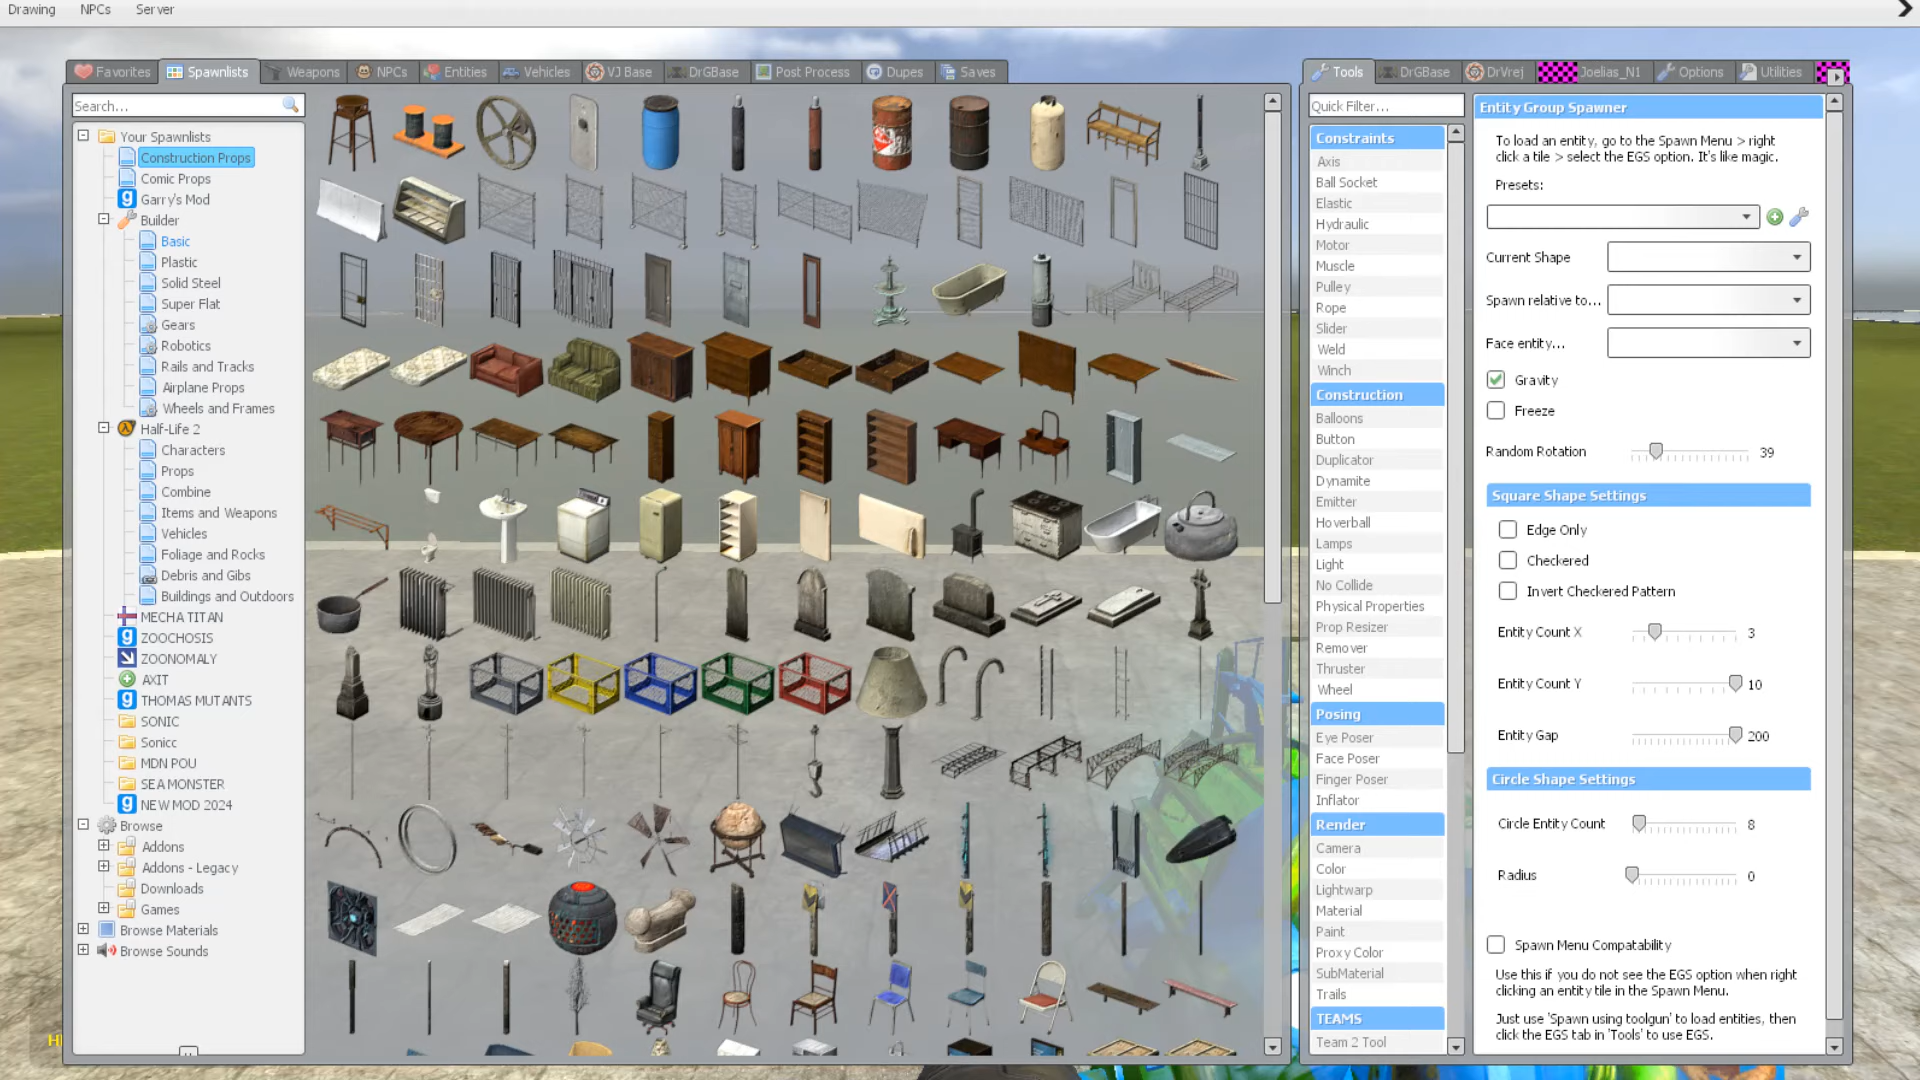 Drawing NPCs Server
Favorites Spawnlists Weapons NPCs Entities Vehicles VJ Base DrGBase Post Process Dupes Saves
Tools DrGBase DrVrej Joelias_N1 Options Utilities
Search...
Your Spawnlists
Construction Props
Comic Props
Garry's Mod
Builder
Basic
Plastic
Solid Steel
Super Flat
Gears
Robotics
Rails and Tracks
Airplane Props
Wheels and Frames
Half-Life 2
Characters
Props
Combine
Items and Weapons
Vehicles
Foliage and Rocks
Debris and Gibs
Buildings and Outdoors
MECHA TITAN
ZOOCHOSIS
ZOONOMALY
AXIT
THOMAS MUTANTS
SONIC
Sonicc
MDN POU
SEA MONSTER
NEW MOD 2024
Browse
Addons
Addons - Legacy
Downloads
Games
Browse Materials
Browse Sounds
Quick Filter...
Constraints
Axis
Ball Socket
Elastic
Hydraulic
Motor
Muscle
Pulley
Rope
Slider
Weld
Winch
Construction
Balloons
Button
Duplicator
Dynamite
Emitter
Hoverball
Lamps
Light
No Collide
Physical Properties
Prop Resizer
Remover
Thruster
Wheel
Posing
Eye Poser
Face Poser
Finger Poser
Inflator
Render
Camera
Color
Lightwarp
Material
Paint
Proxy Color
SubMaterial
Trails
TEAMS
Team 2 Tool
Entity Group Spawner
To load an entity, go to the Spawn Menu > right
click a tile > select the EGS option. It's like magic.
Presets:
Current Shape
Spawn relative to...
Face entity...
Gravity
Freeze
Random Rotation 39
Square Shape Settings
Edge Only
Checkered
Invert Checkered Pattern
Entity Count X 3
Entity Count Y 10
Entity Gap 200
Circle Shape Settings
Circle Entity Count 8
Radius 0
Spawn Menu Compatability
Use this if you do not see the EGS option when right
clicking an entity tile in the Spawn Menu.
Just use 'Spawn using toolgun' to load entities, then
click the EGS tab in 'Tools' to use EGS.